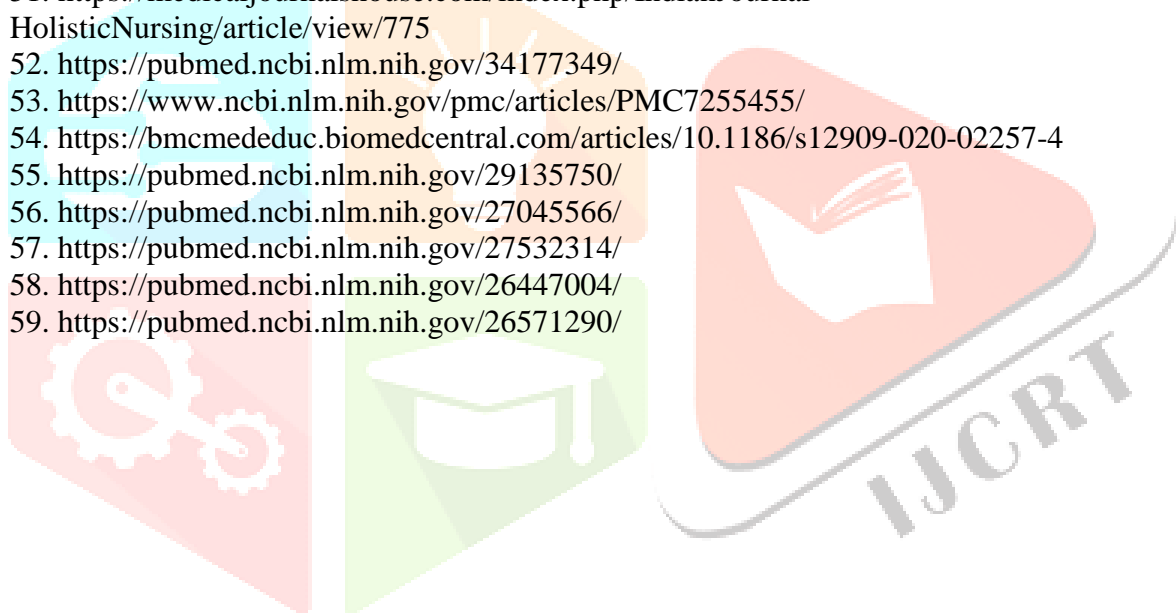 HolisticNursing/article/view/775
52. https://pubmed.ncbi.nlm.nih.gov/34177349/
53. https://www.ncbi.nlm.nih.gov/pmc/articles/PMC7255455/
54. https://bmcmededuc.biomedcentral.com/articles/10.1186/s12909-020-02257-4
55. https://pubmed.ncbi.nlm.nih.gov/29135750/
56. https://pubmed.ncbi.nlm.nih.gov/27045566/
57. https://pubmed.ncbi.nlm.nih.gov/27532314/
58. https://pubmed.ncbi.nlm.nih.gov/26447004/
59. https://pubmed.ncbi.nlm.nih.gov/26571290/
IJCRT